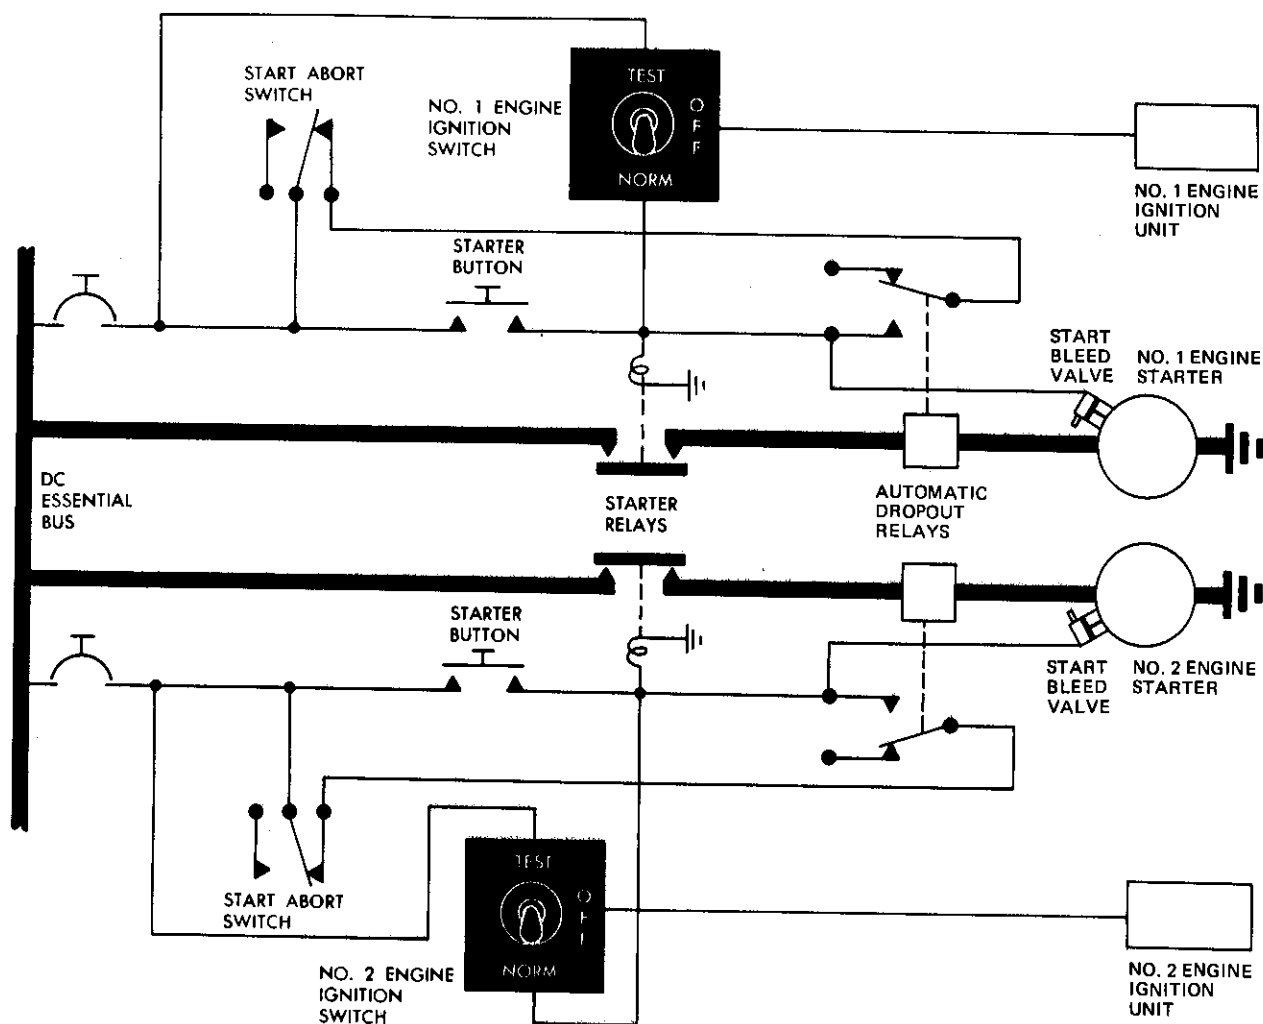 START ABORT
SWITCH
NO. 1 ENGINE
IGNITION
SWITCH
TEST
OFF
NORM
NO. 1 ENGINE
IGNITION
UNIT
STARTER
BUTTON
START
BLEED
VALVE
NO. 1 ENGINE
STARTER
DC
ESSENTIAL
BUS
STARTER
RELAYS
AUTOMATIC
DROPOUT
RELAYS
STARTER
BUTTON
START
BLEED
VALVE
NO. 2 ENGINE
STARTER
START ABORT
SWITCH
TEST
OFF
NORM
NO. 2 ENGINE
IGNITION
SWITCH
NO. 2 ENGINE
IGNITION
UNIT